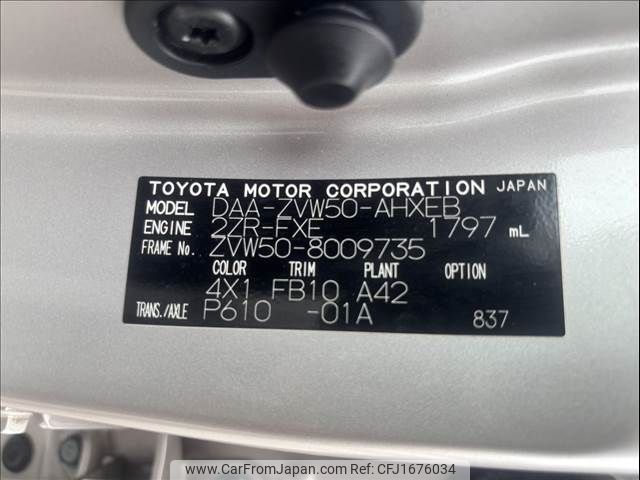 TOYOTA MOTOR CORPORATION JAPAN
MODEL DAA-ZVW50-AHXEB
ENGINE 2ZR-FXE 1797 mL
FRAME No. ZVW50-8009735
COLOR TRIM PLANT OPTION
4X1 FB10 A42
TRANS./AXLE P610 -01A 837
www.CarFromJapan.com - CFJ1676034